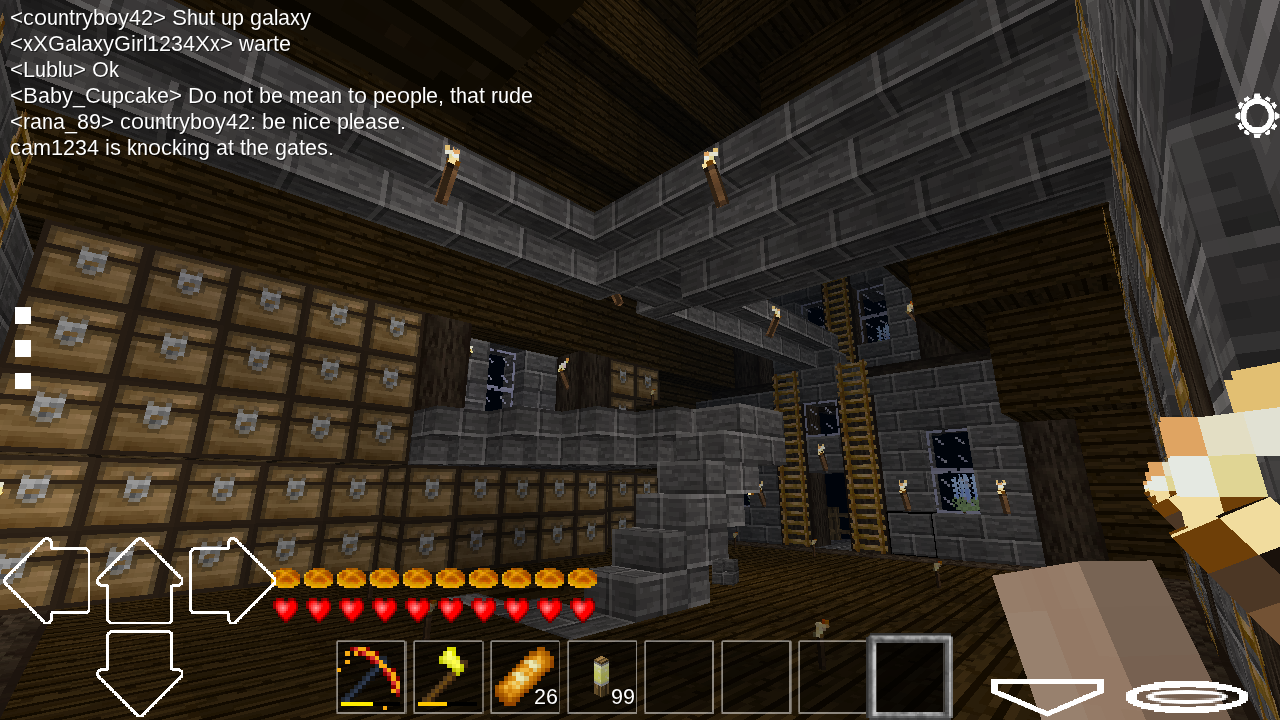 <countryboy42> Shut up galaxy
<xXGalaxyGirl1234Xx> warte
<Lublu> Ok
<Baby_Cupcake> Do not be mean to people, that rude
<rana_89> countryboy42: be nice please.
cam1234 is knocking at the gates.
26
99